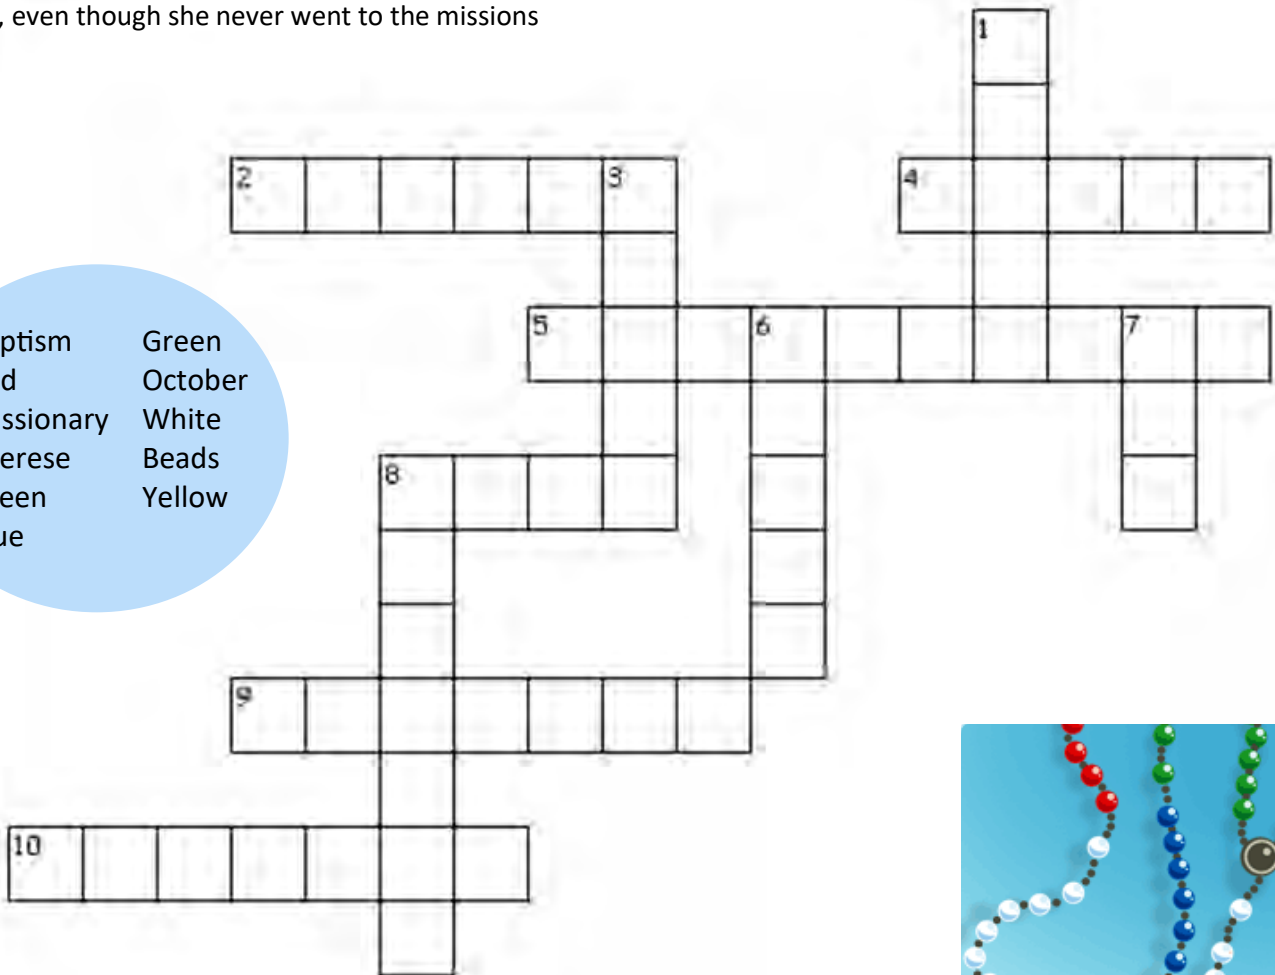 , even though she never went to the missions
1
2 3 4
5 6 7
ptism Green
d October
ssionary White
erese Beads
een Yellow
ue
8
9
10